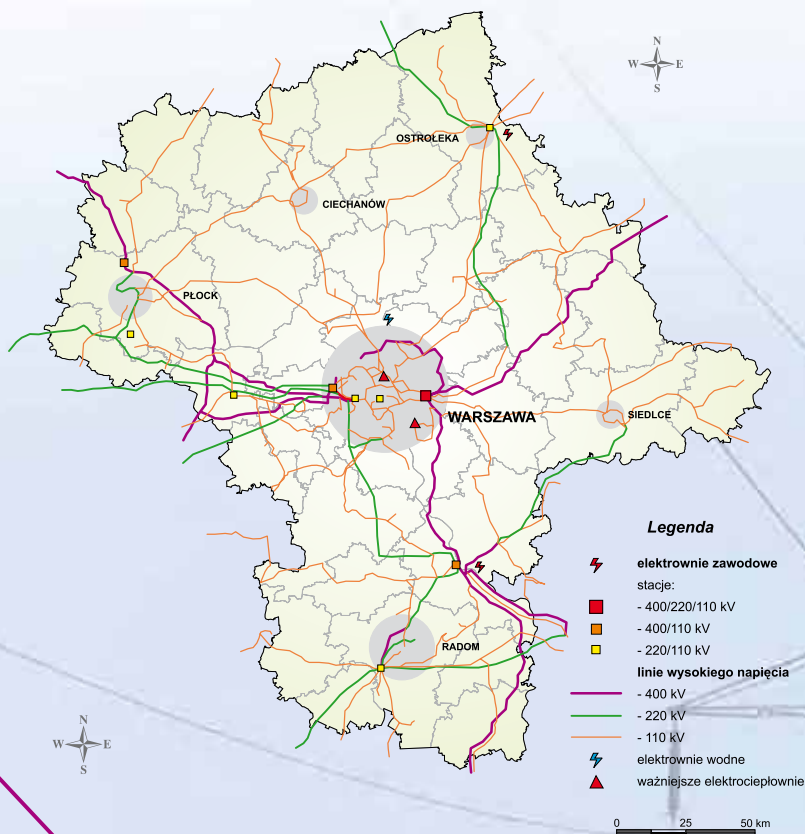 N
W E
S
OSTROŁĘKA
CIECHANÓW
PŁOCK
WARSZAWA
SIEDLCE
RADOM
Legenda
elektrownie zawodowe
stacje:
- 400/220/110 kV
- 400/110 kV
- 220/110 kV
linie wysokiego napięcia
- 400 kV
- 220 kV
- 110 kV
elektrownie wodne
ważniejsze elektrociepłownie
N
W E
S
0 25 50 km